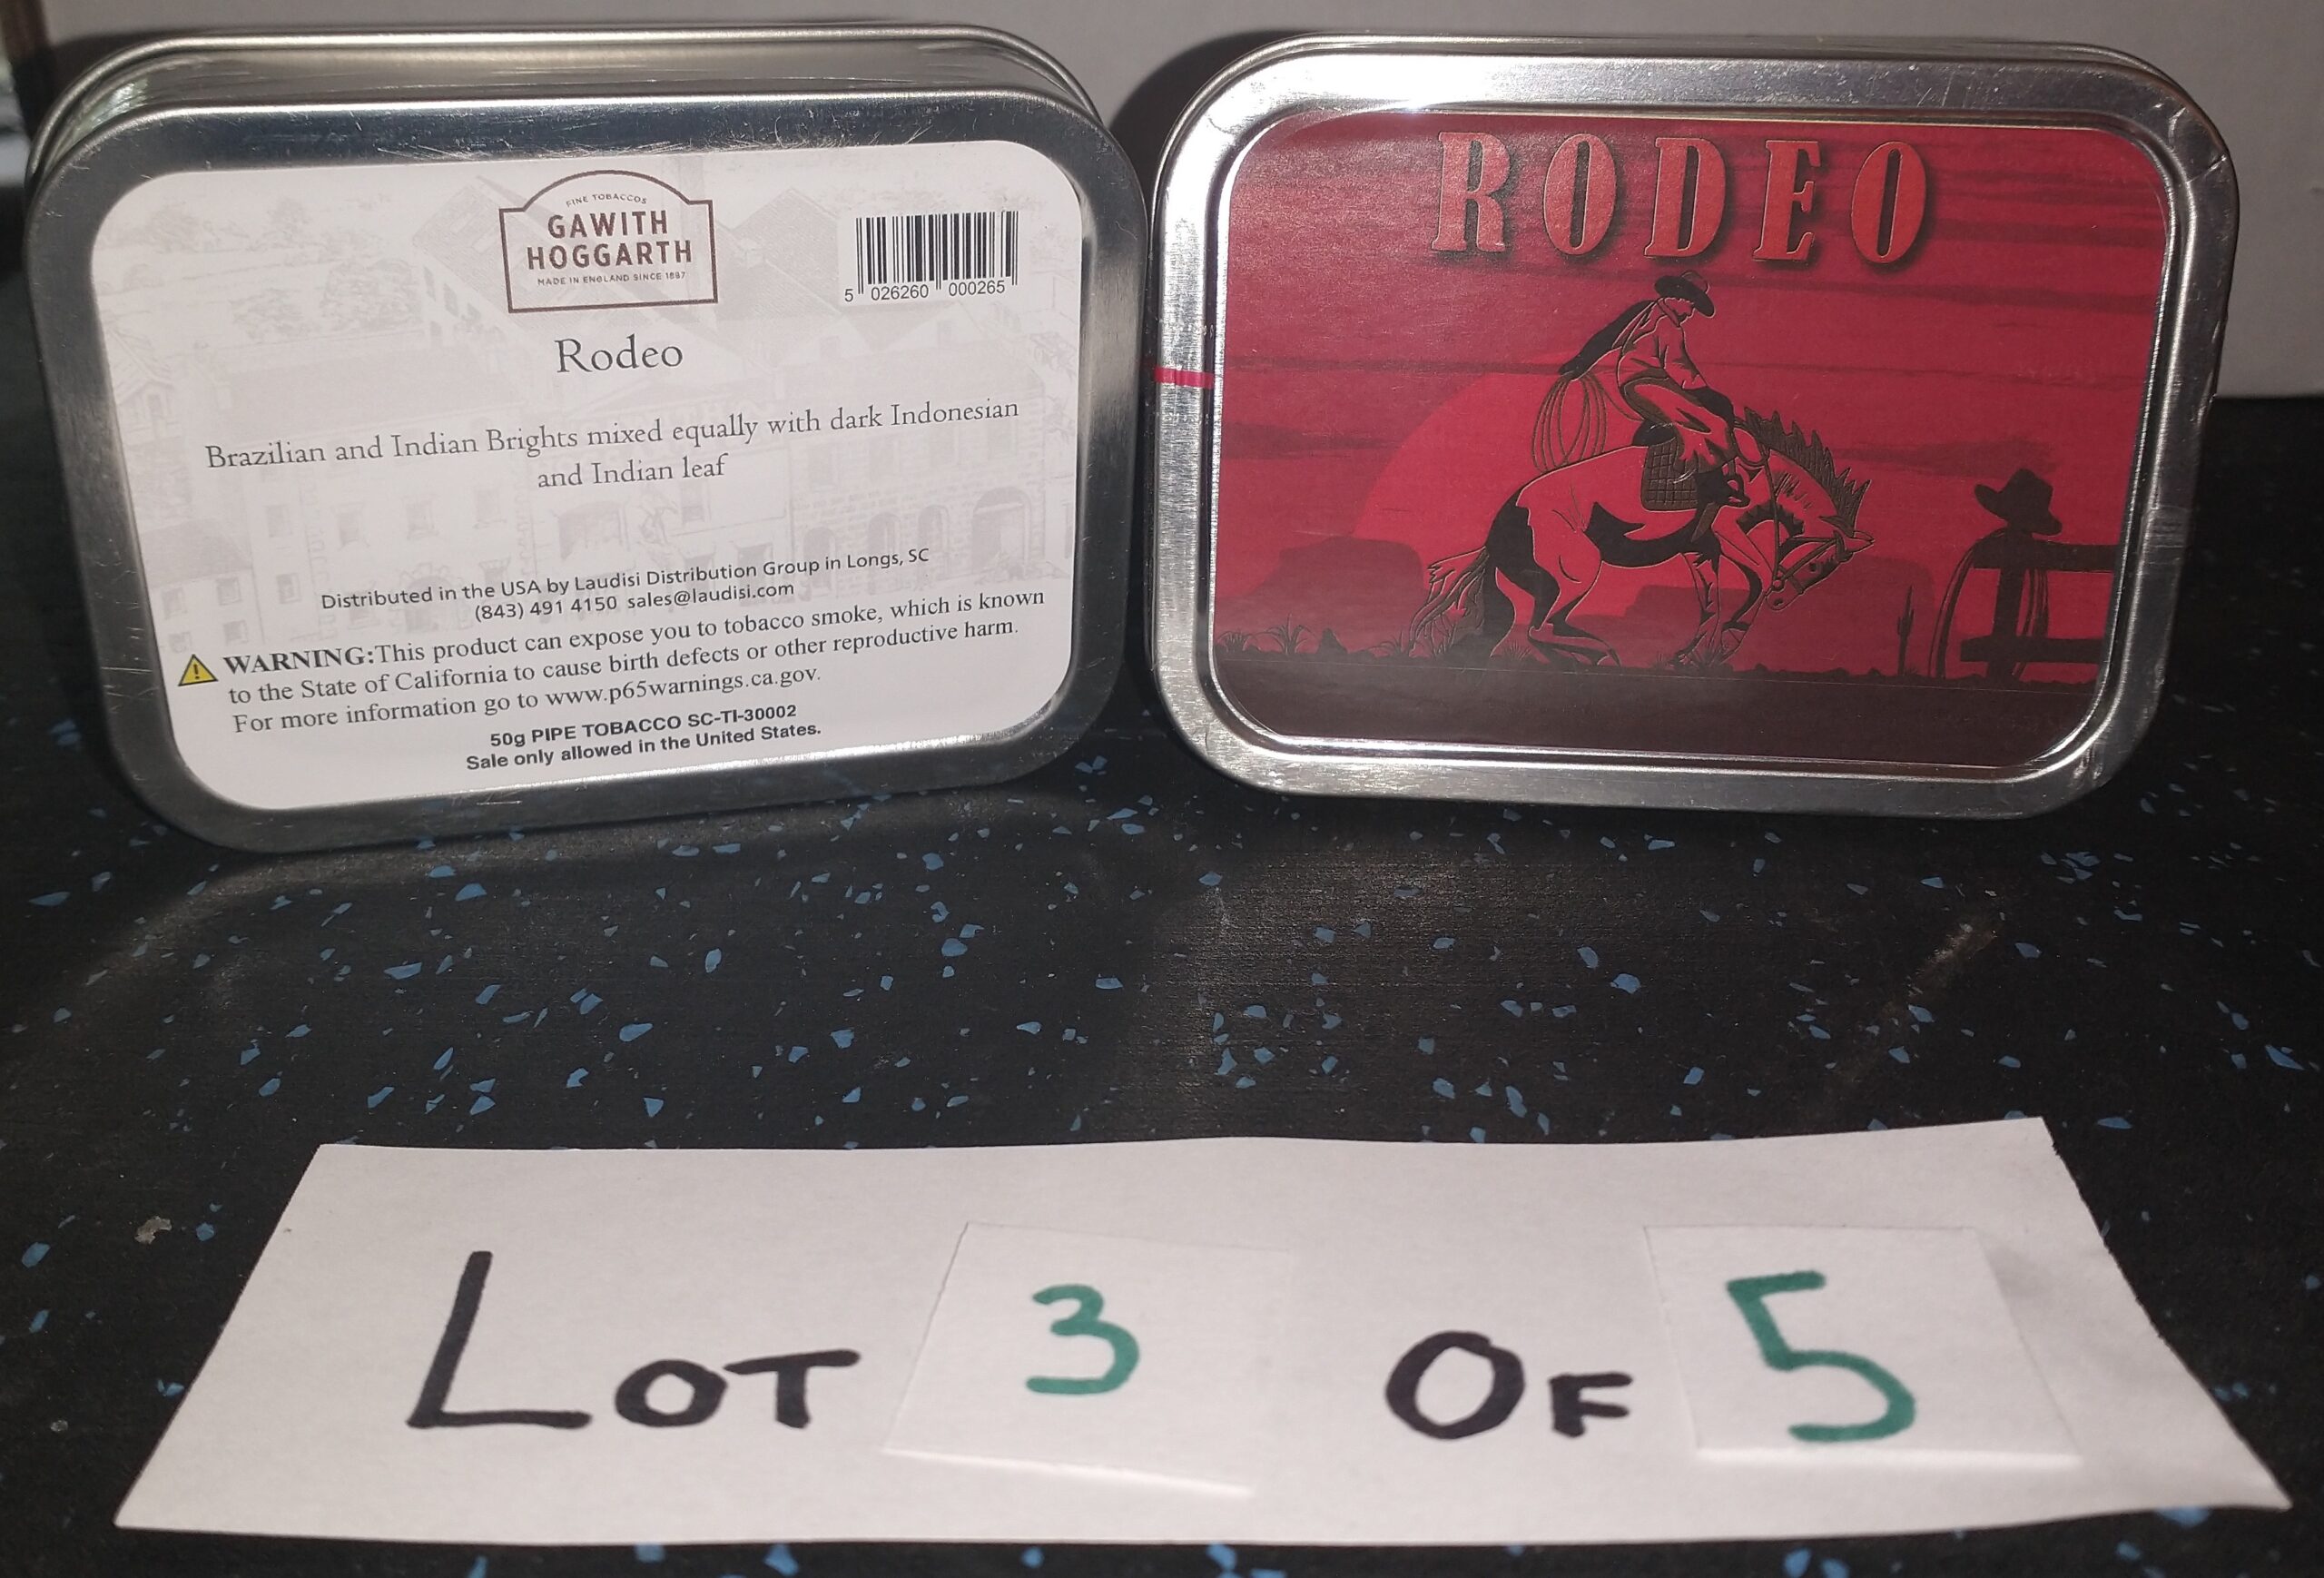 FINE TOBACCOS
GAWITH
HOGGARTH
MADE IN ENGLAND SINCE 1897
5 026260 000265
Rodeo
Brazilian and Indian Brights mixed equally with dark Indonesian
and Indian leaf
Distributed in the USA by Laudisi Distribution Group in Longs, SC
(843) 491 4150 sales@laudisi.com
WARNING:This product can expose you to tobacco smoke, which is known
to the State of California to cause birth defects or other reproductive harm.
For more information go to www.p65warnings.ca.gov.
50g PIPE TOBACCO SC-TI-30002
Sale only allowed in the United States.
RODEO
LOT 3 OF 5